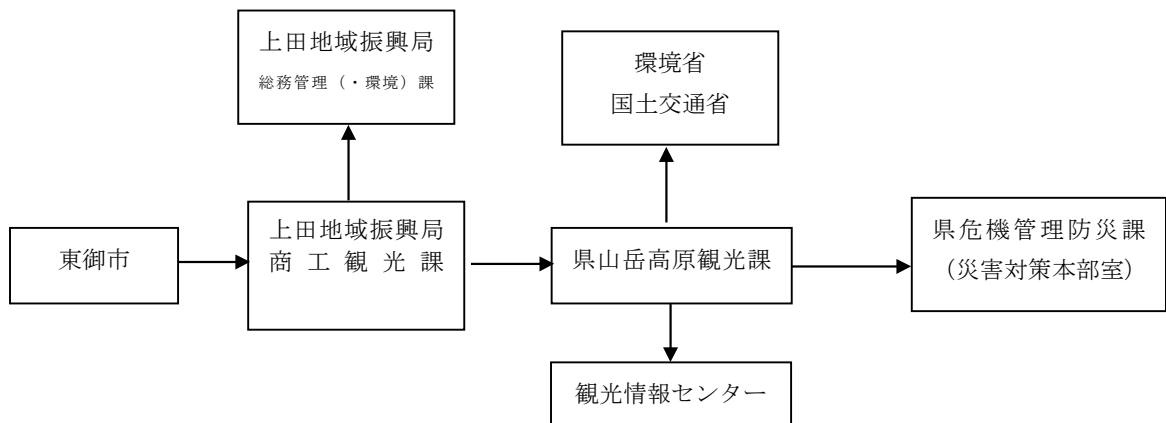 上田地域振興局
総務管理（・環境）課
環境省
国土交通省
東御市
上田地域振興局
商工観光課
県山岳高原観光課
県危機管理防災課
（災害対策本部室）
観光情報センター